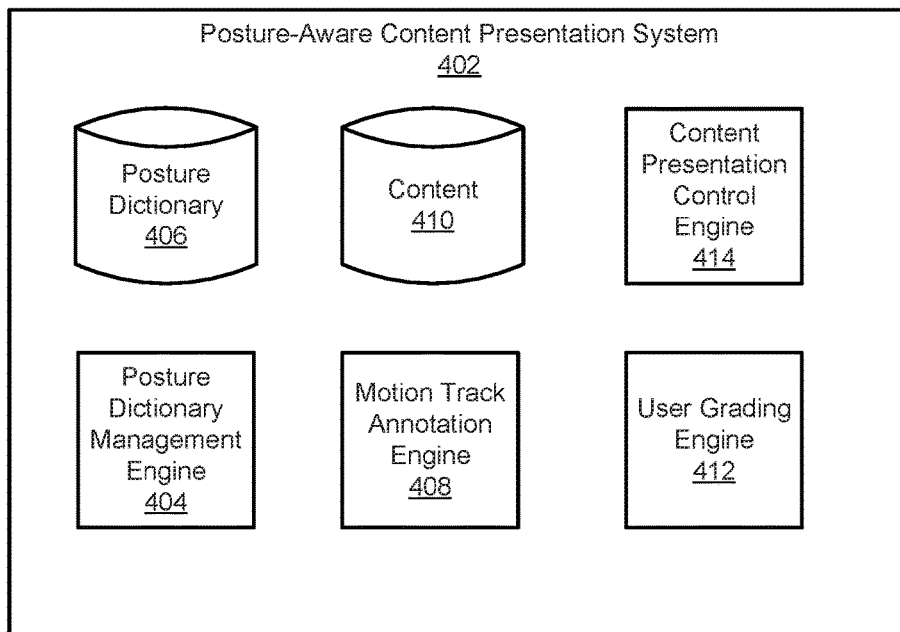 Posture-Aware Content Presentation System
402
Posture
Dictionary
406
Content
410
Content
Presentation
Control
Engine
414
Posture
Dictionary
Management
Engine
404
Motion Track
Annotation
Engine
408
User Grading
Engine
412